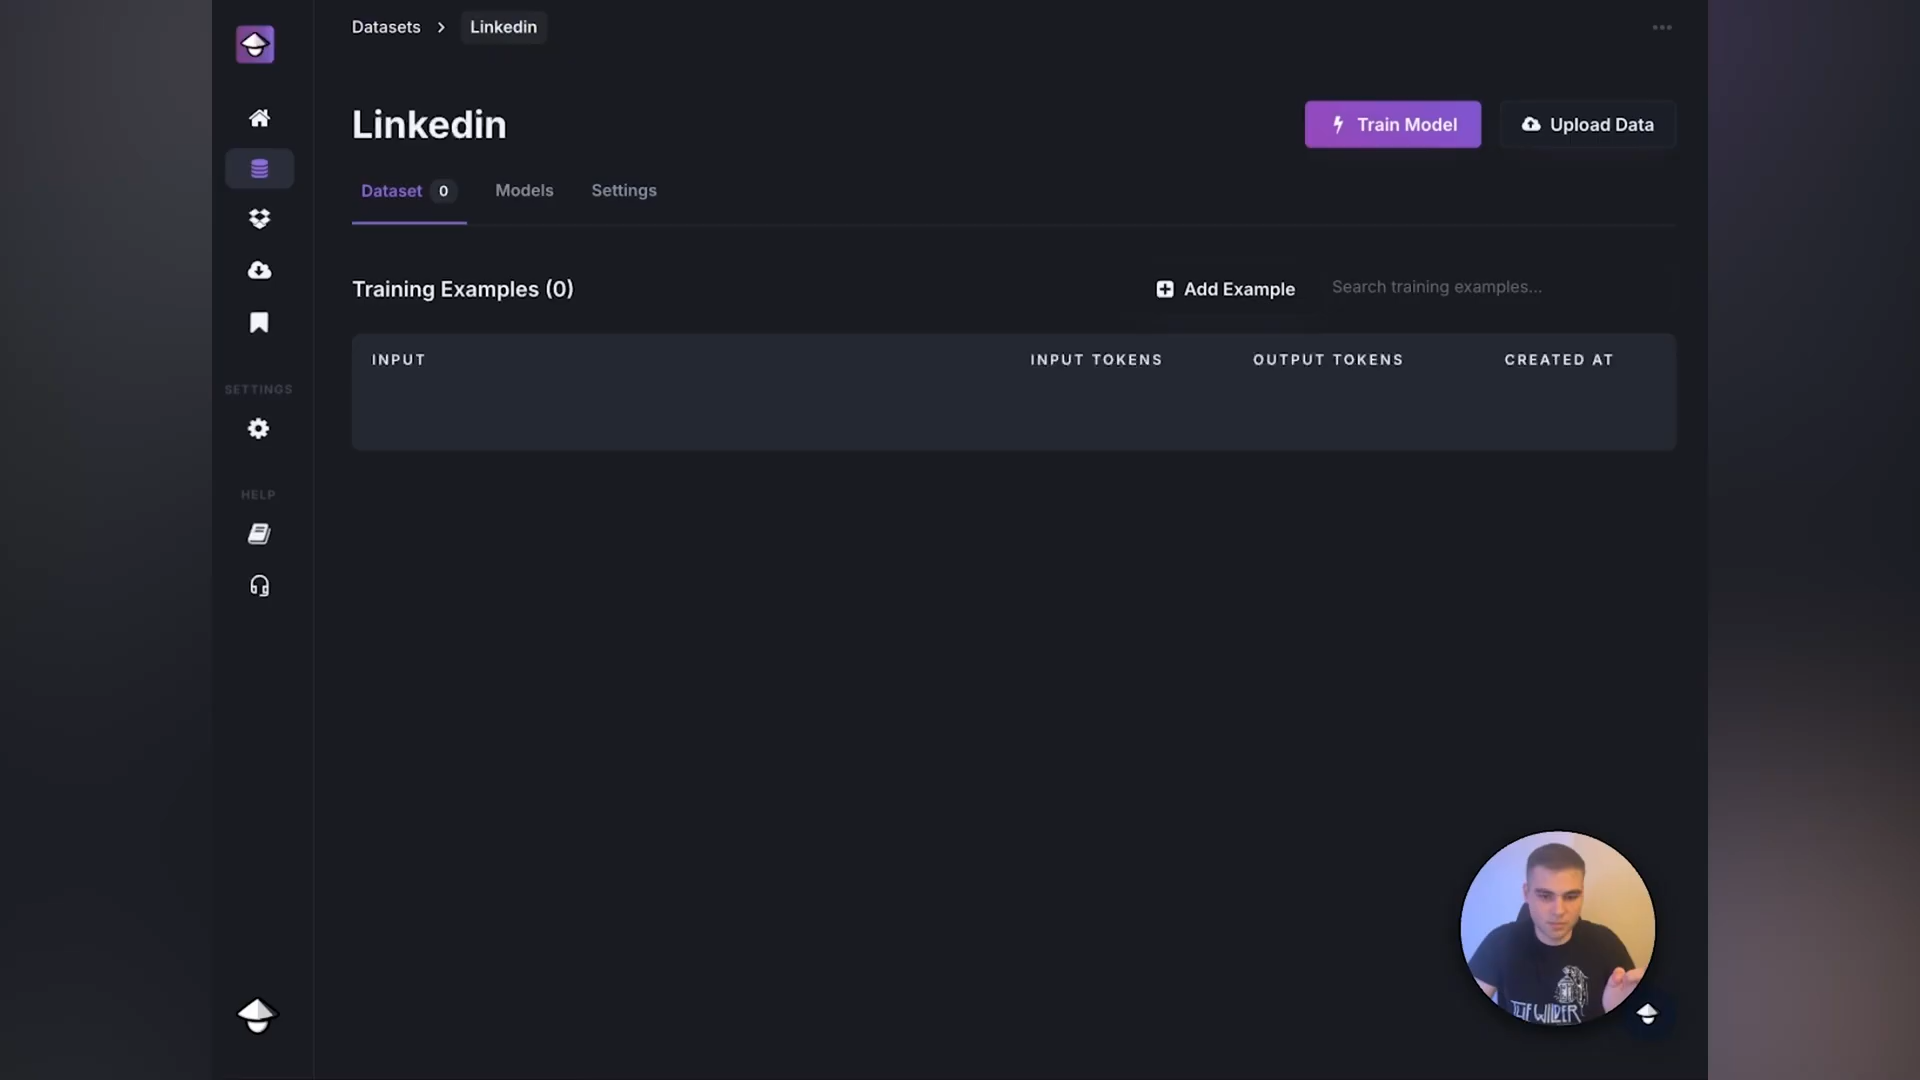 Datasets
Linkedin
Linkedin
Train Model
Upload Data
Dataset 0
Models
Settings
Training Examples (0)
Add Example
Search training examples...
INPUT
INPUT TOKENS
OUTPUT TOKENS
CREATED AT
SETTINGS
HELP